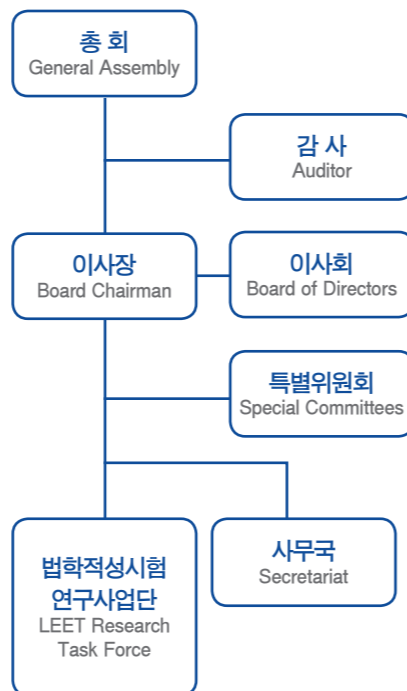 총 회
General Assembly
감 사
Auditor
이사장
Board Chairman
이사회
Board of Directors
특별위원회
Special Committees
법학적성시험
연구사업단
LEET Research
Task Force
사무국
Secretariat